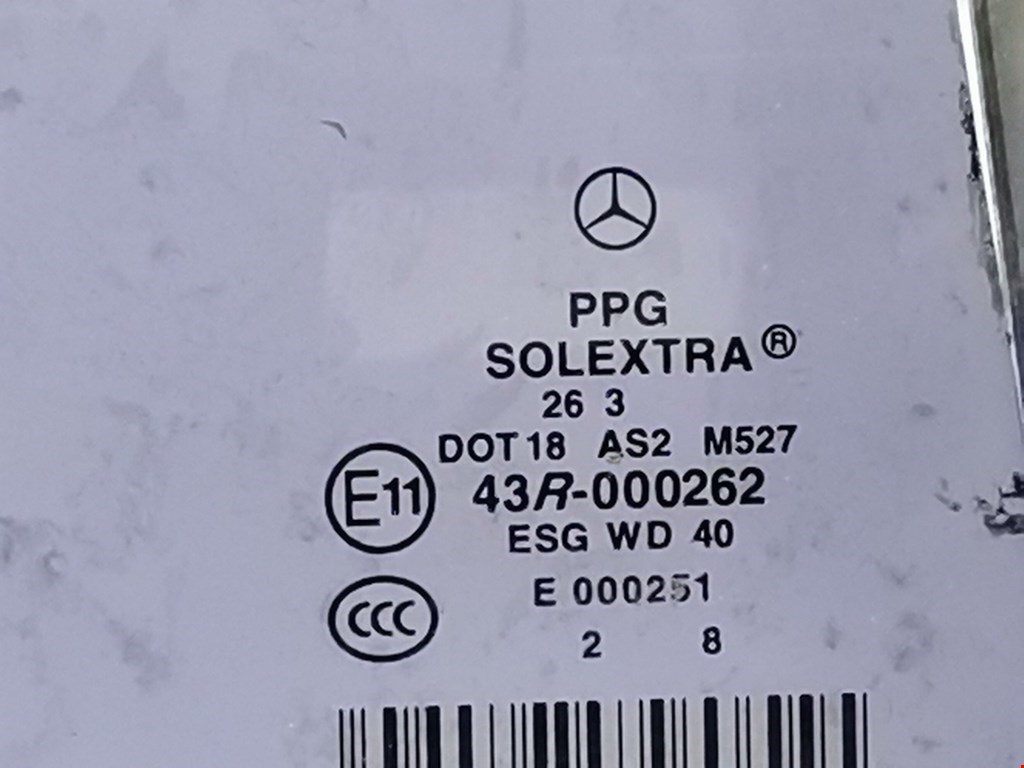 PPG
SOLEXTRA®
26 3
DOT 18 AS2 M527
E11 43R-000262
ESG WD 40
E 000251
CCC
2 8